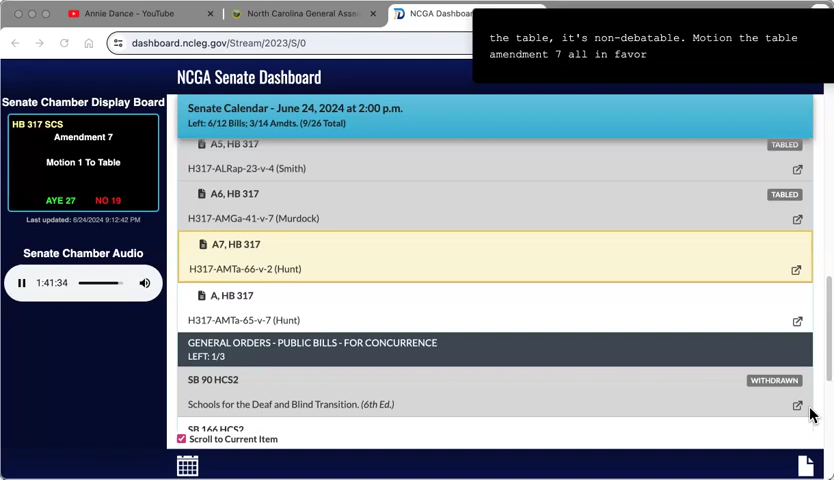 Annie Dance - YouTube
North Carolina General Ass
NCGA Dashboa
dashboard.ncleg.gov/Stream/2023/S/0
the table, it's non-debatable. Motion the table
amendment 7 all in favor
NCGA Senate Dashboard
Senate Chamber Display Board
HB 317 SCS
Amendment 7
Motion 1 To Table
AYE 27 NO 19
Last updated: 6/24/2024 9:12:42 PM
Senate Chamber Audio
1:41:34
Senate Calendar - June 24, 2024 at 2:00 p.m.
Left: 6/12 Bills; 3/14 Amdts. (9/26 Total)
A5, HB 317 TABLED
H317-ALRap-23-v-4 (Smith)
A6, HB 317 TABLED
H317-AMGa-41-v-7 (Murdock)
A7, HB 317
H317-AMTa-66-v-2 (Hunt)
A, HB 317
H317-AMTa-65-v-7 (Hunt)
GENERAL ORDERS - PUBLIC BILLS - FOR CONCURRENCE
LEFT: 1/3
SB 90 HCS2 WITHDRAWN
Schools for the Deaf and Blind Transition. (6th Ed.)
SB 166 HCS2
Scroll to Current Item